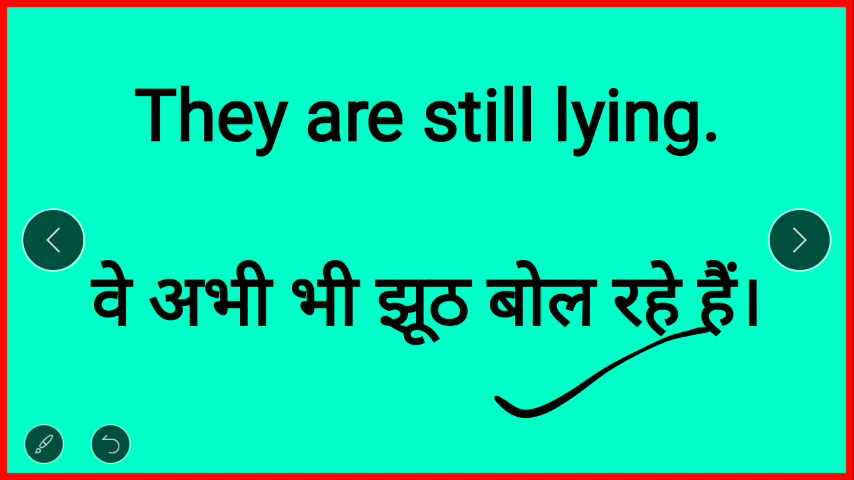 They are still lying.
वे अभी भी झूठ बोल रहे हैं।